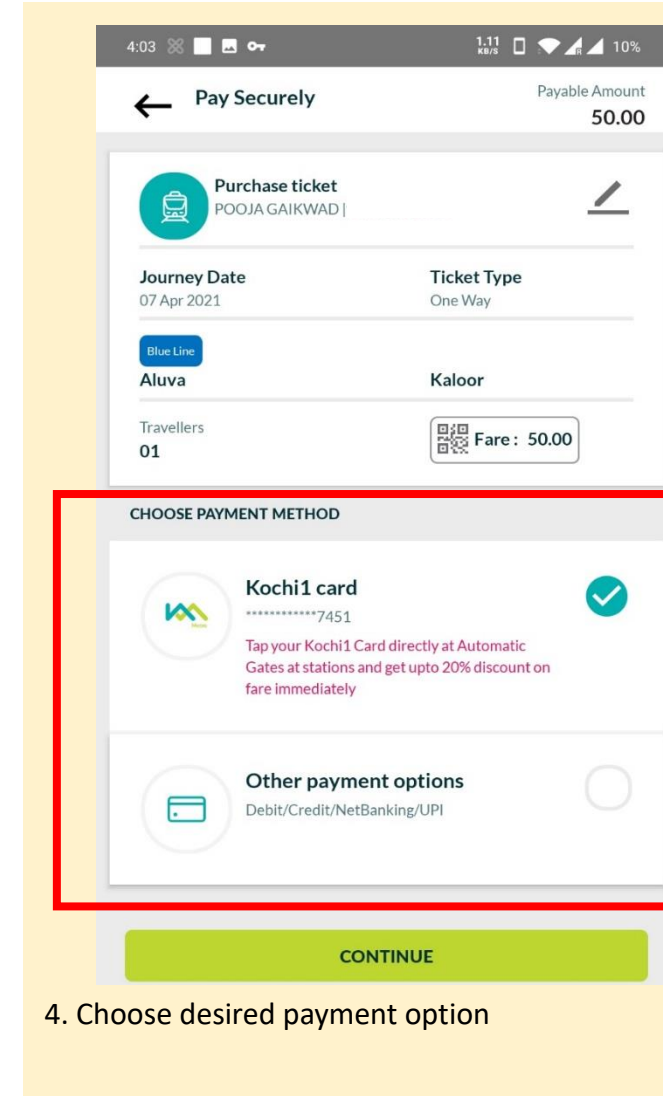 4:03 1.11 KB/S R 10%
Pay Securely Payable Amount
50.00
Purchase ticket
POOJA GAIKWAD |
Journey Date Ticket Type
07 Apr 2021 One Way
Blue Line
Aluva Kaloor
Travellers
01 Fare : 50.00
CHOOSE PAYMENT METHOD
Kochi1 card
************7451
Tap your Kochi1 Card directly at Automatic
Gates at stations and get upto 20% discount on
fare immediately
Other payment options
Debit/Credit/NetBanking/UPI
CONTINUE
4. Choose desired payment option